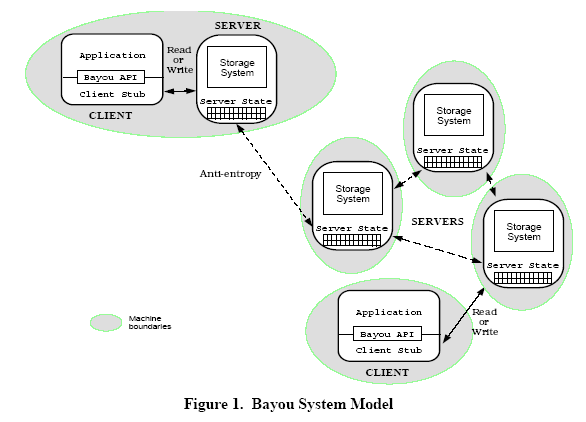 SERVER
Application
Bayou API
Client Stub
CLIENT
Read
or
Write
Storage
System
Server State
Anti-entropy
Storage
System
Server State
Storage
System
Server State
SERVERS
Storage
System
Server State
Application
Bayou API
Client Stub
CLIENT
Read
or
Write
Machine
boundaries
Figure 1. Bayou System Model